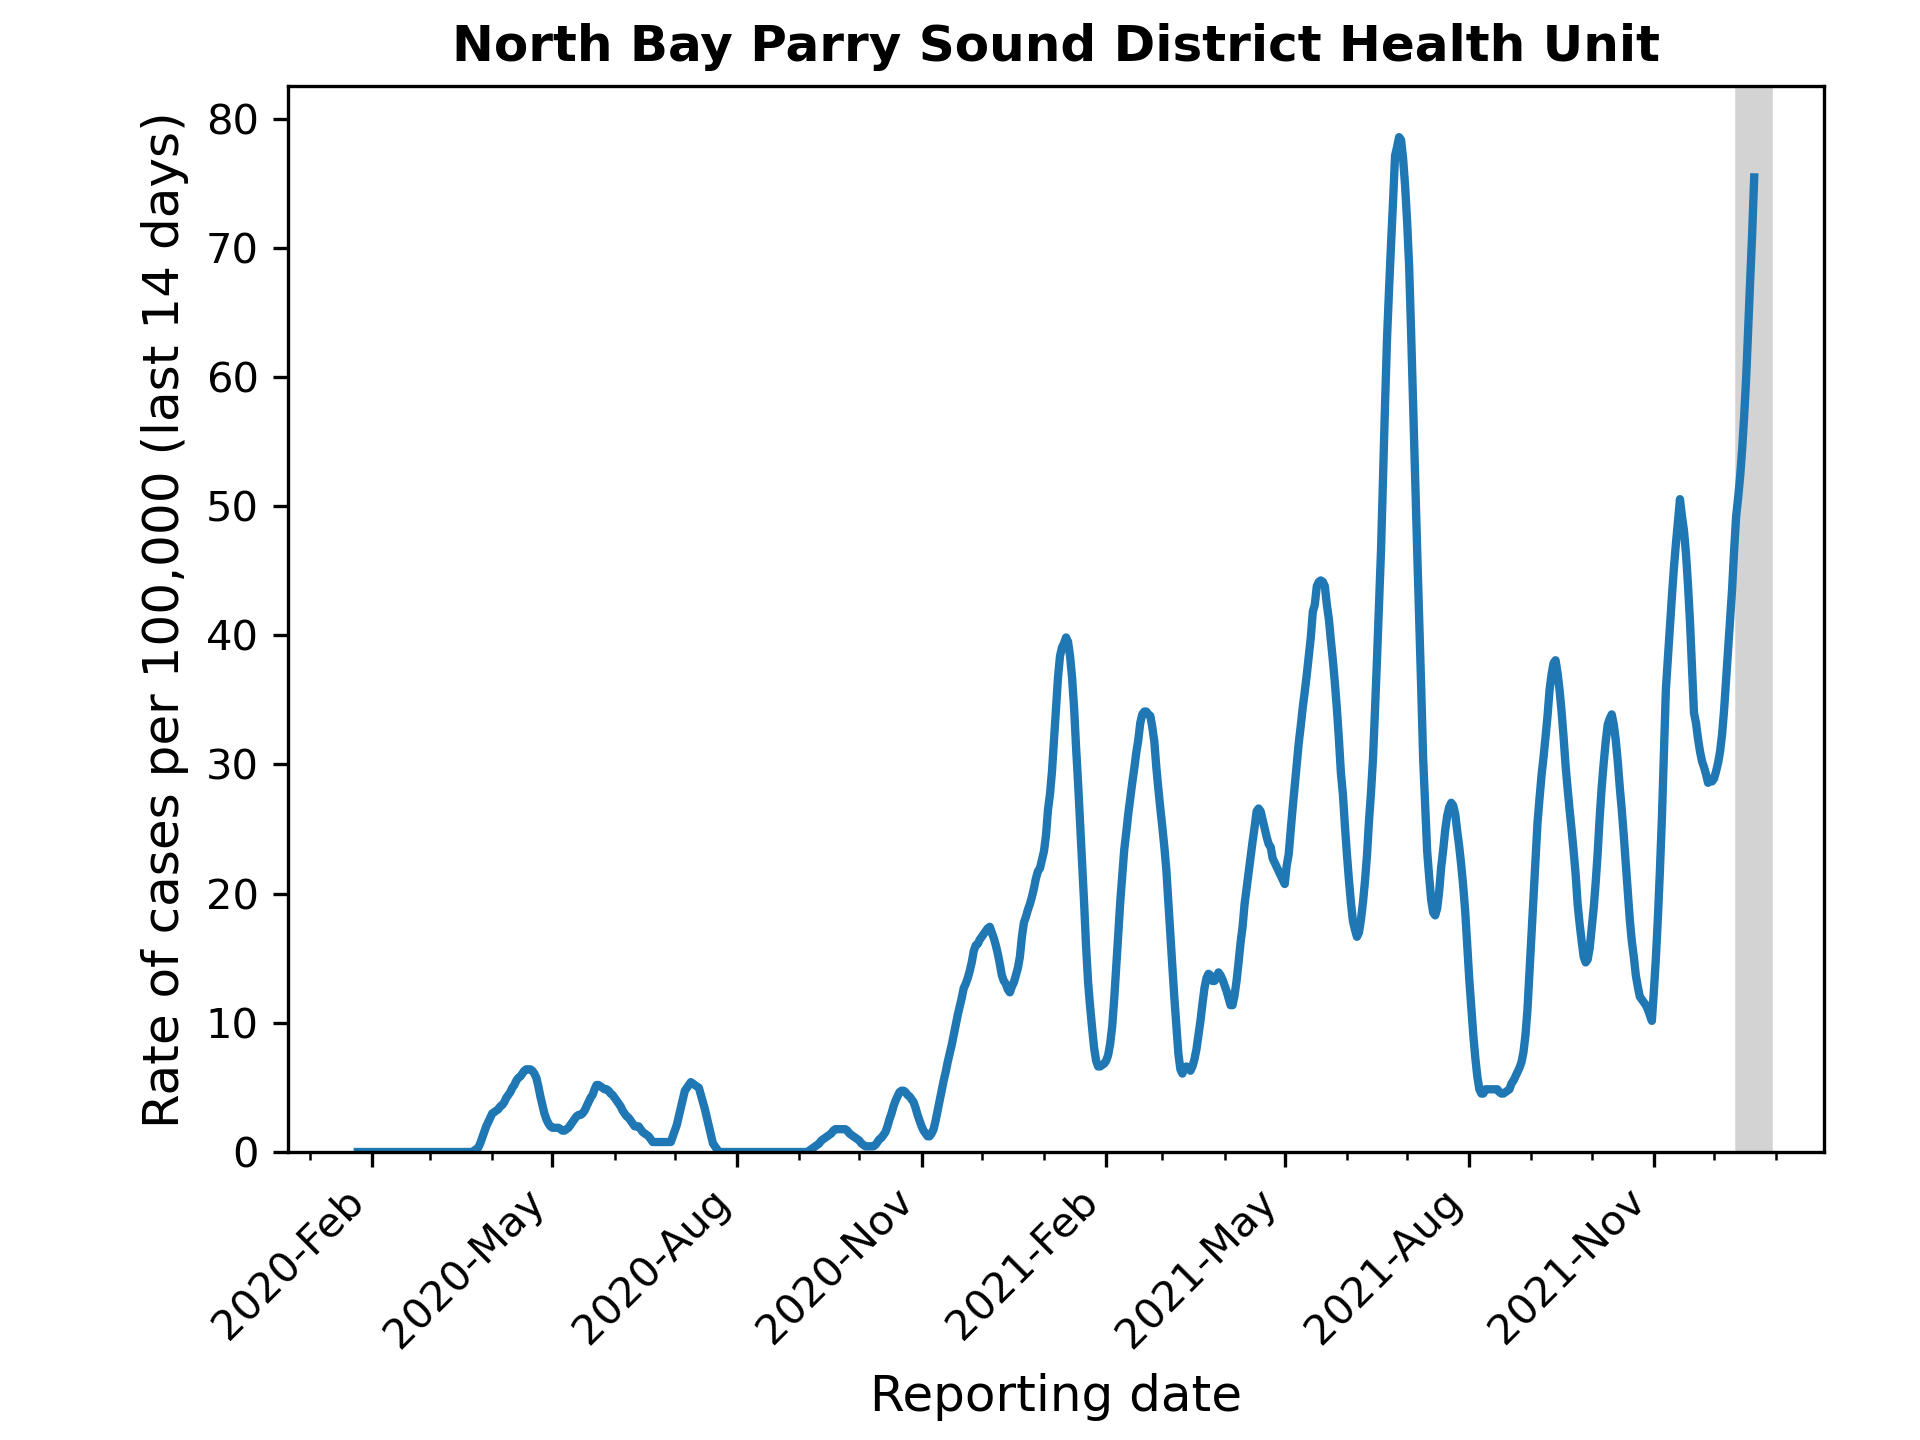 North Bay Parry Sound District Health Unit
Rate of cases per 100,000 (last 14 days)
80
70
60
50
40
30
20
10
0
2020-Feb
2020-May
2020-Aug
2020-Nov
2021-Feb
2021-May
2021-Aug
2021-Nov
Reporting date